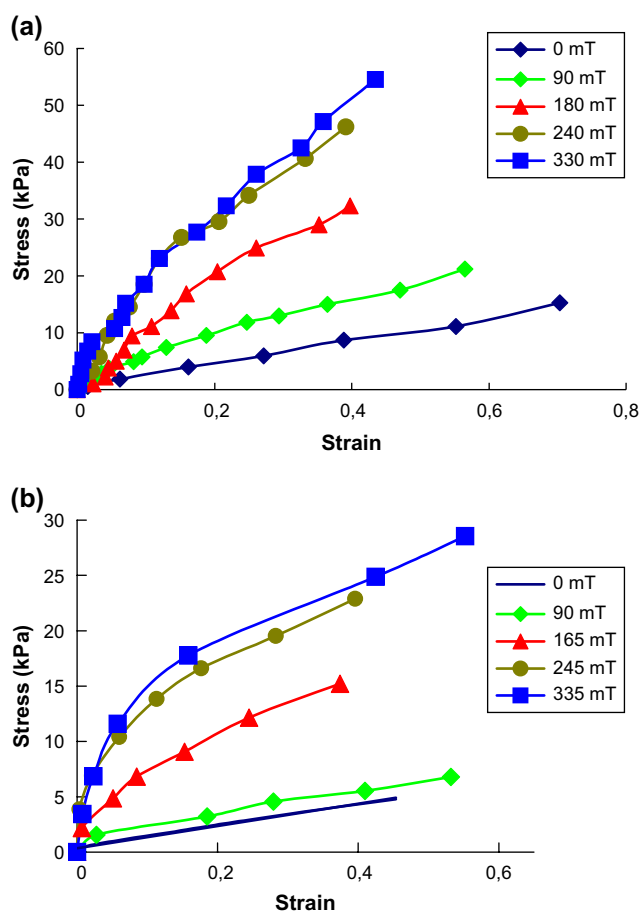 (a)
60
50
40
30
20
10
0
Stress (kPa)
0
0,2
0,4
0,6
0,8
Strain
0 mT
90 mT
180 mT
240 mT
330 mT
(b)
30
25
20
15
10
5
0
Stress (kPa)
0
0,2
0,4
0,6
Strain
0 mT
90 mT
165 mT
245 mT
335 mT